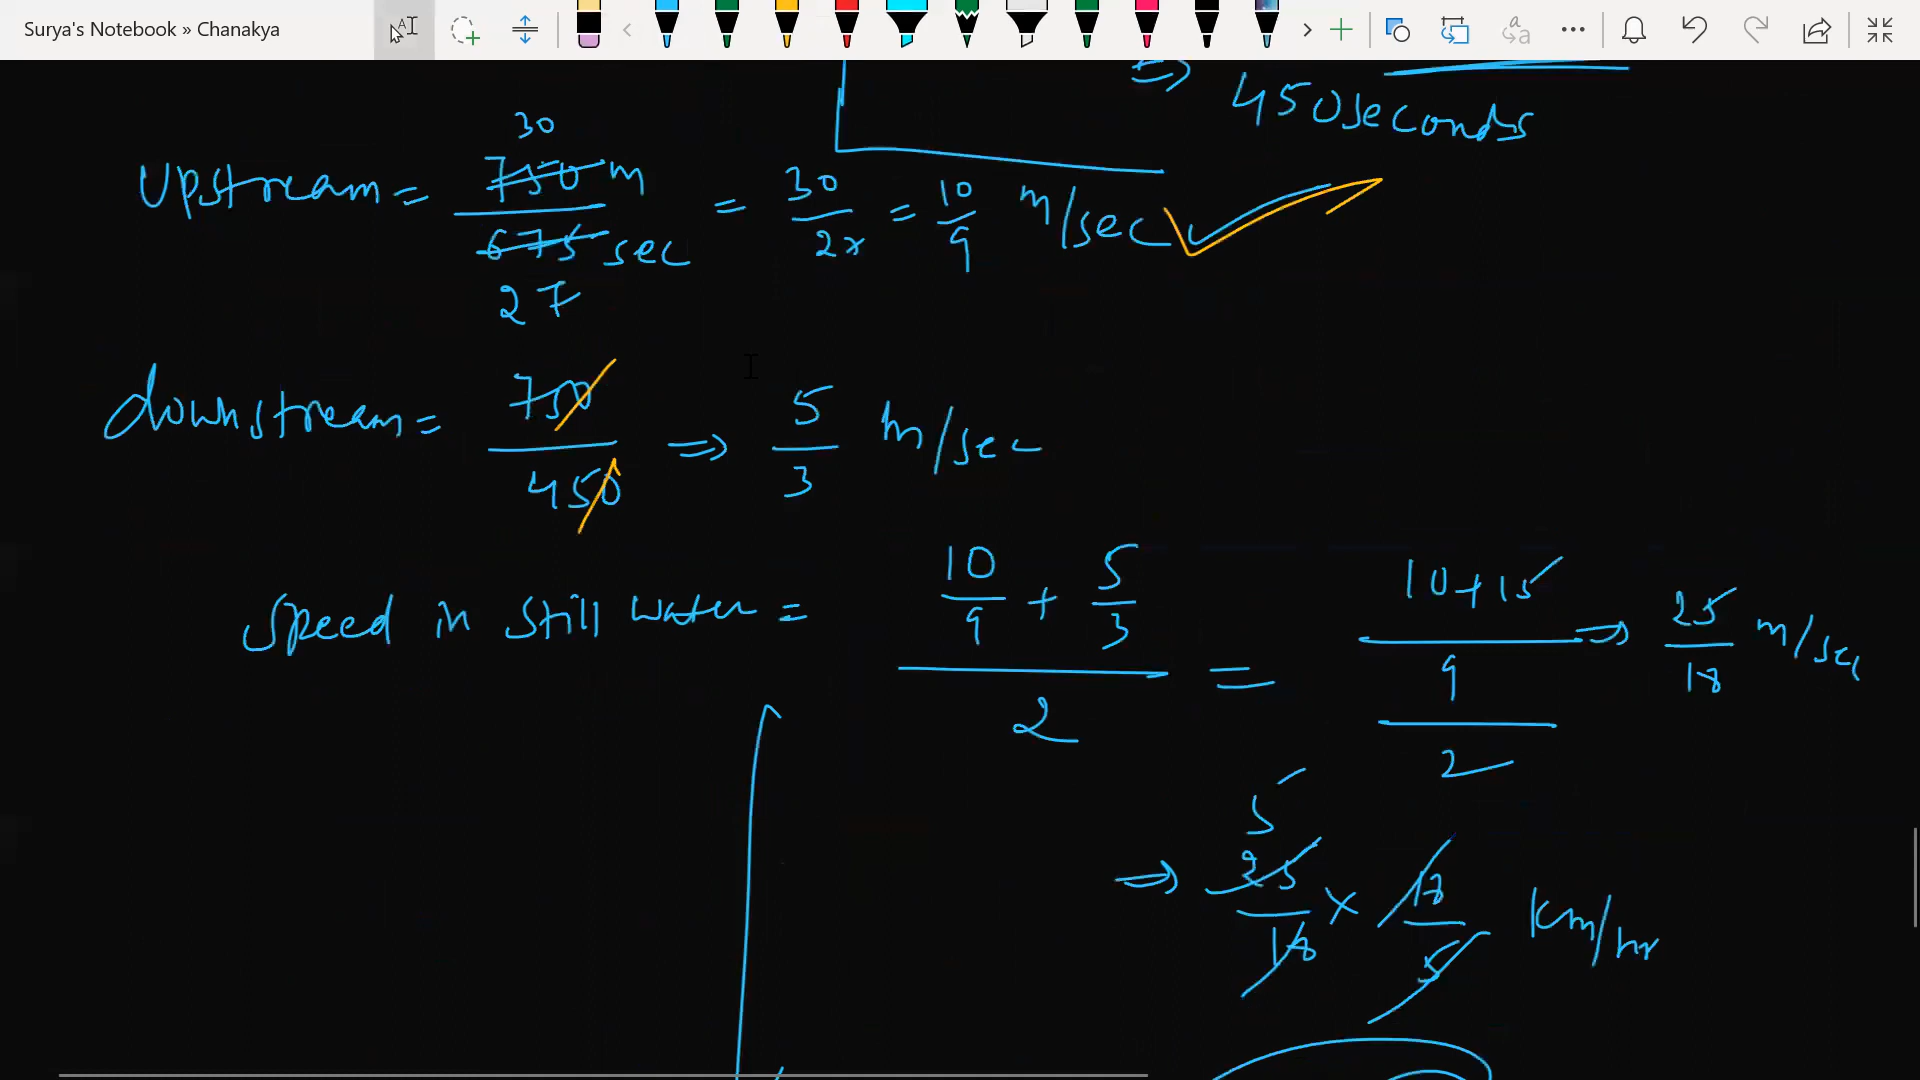 Surya's Notebook » Chanakya
⇒ 450seconds
30
Upstream = 750 m / 675 sec = 30 / 27 = 10 / 9 m/sec
27
downstream = 750 / 450 ⇒ 5 / 3 m/sec
Speed in still water = 10/9 + 5/3 / 2 = 10+15 / 9 / 2 ⇒ 25 / 18 m/sec
5
⇒ 25 / 18 × 18 / 5 km/hr